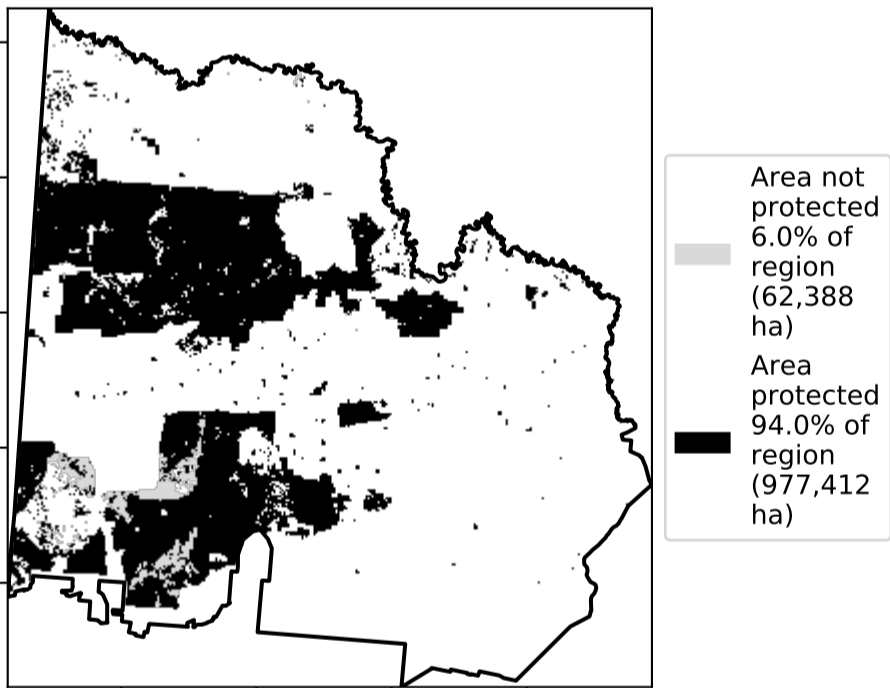 Area not
protected
6.0% of
region
(62,388
ha)
Area
protected
94.0% of
region
(977,412
ha)